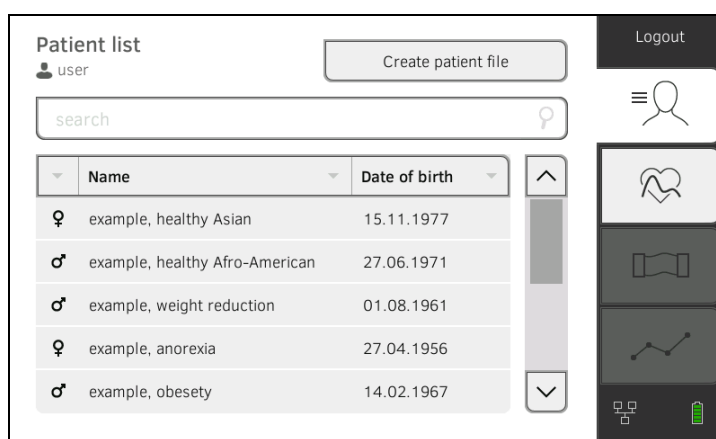 Patient list
user
Create patient file
Logout
search
Name Date of birth
♀ example, healthy Asian 15.11.1977
♂ example, healthy Afro-American 27.06.1971
♂ example, weight reduction 01.08.1961
♀ example, anorexia 27.04.1956
♂ example, obesety 14.02.1967